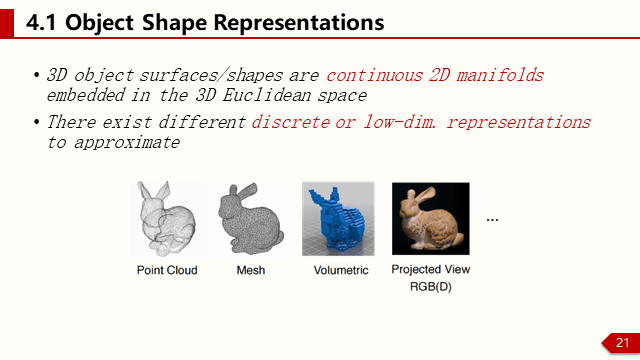 4.1 Object Shape Representations
• 3D object surfaces/shapes are continuous 2D manifolds
embedded in the 3D Euclidean space
• There exist different discrete or low-dim. representations
to approximate
...
Point Cloud Mesh Volumetric Projected View
RGB(D)
21